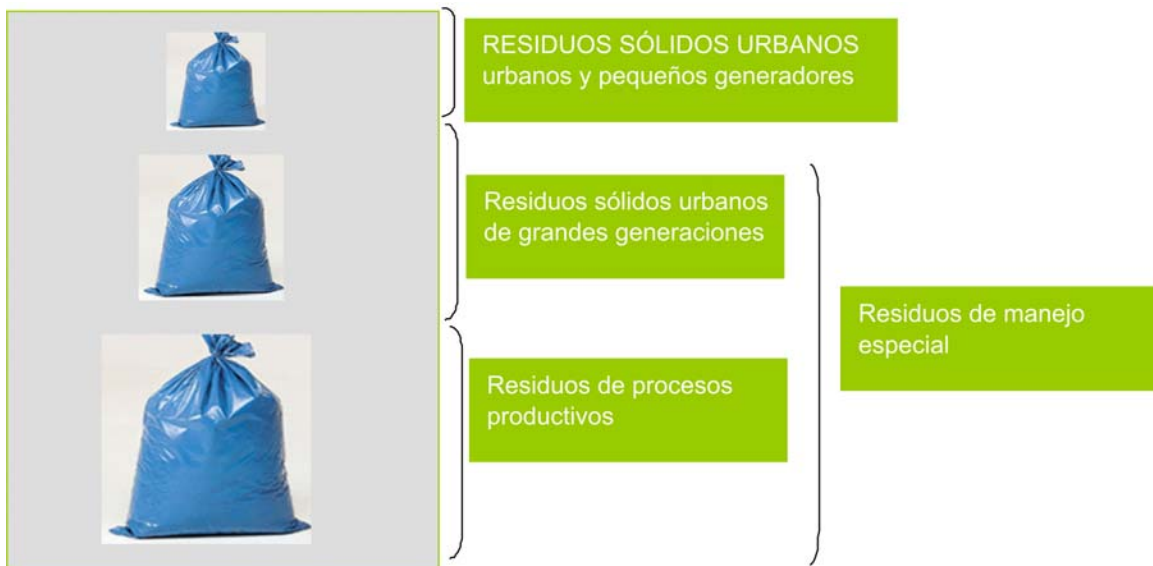 RESIDUOS SÓLIDOS URBANOS
urbanos y pequeños generadores
Residuos sólidos urbanos
de grandes generaciones
Residuos de manejo
especial
Residuos de procesos
productivos